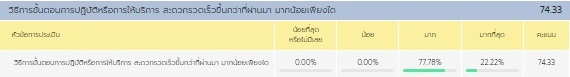 วิธีการขั้นตอนการปฏิบัติหรือการให้บริการ สะดวกรวดเร็วขึ้นกว่าที่ผ่านมา มากน้อยเพียงใด 74.33
หัวข้อการประเมิน น้อยที่สุด หรือไม่มีเลย น้อย มาก มากที่สุด คะแนน
วิธีการขั้นตอนการปฏิบัติหรือการให้บริการ สะดวกรวดเร็วขึ้นกว่าที่ผ่านมา มากน้อยเพียงใด 0.00% 0.00% 77.78% 22.22% 74.33